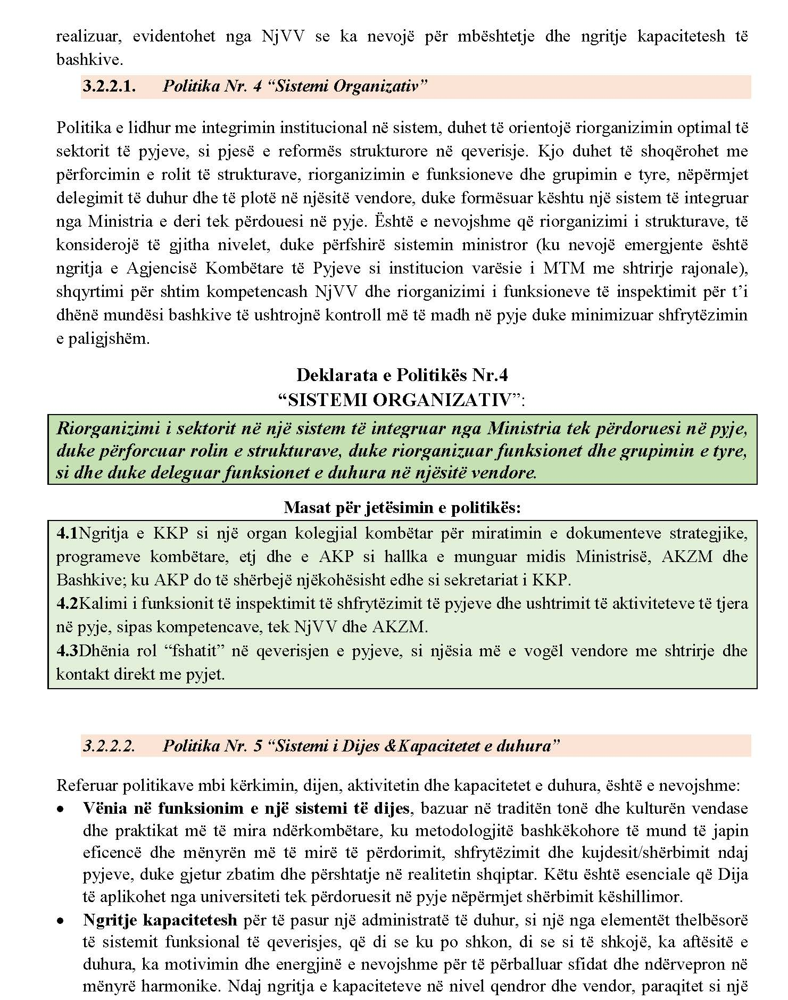 realizuar, evidentohet nga NjVV se ka nevojë për mbështetje dhe ngritje kapacitetesh të
bashkive.
3.2.2.1. Politika Nr. 4 “Sistemi Organizativ”
Politika e lidhur me integrimin institucional në sistem, duhet të orientojë riorganizimin optimal të
sektorit të pyjeve, si pjesë e reformës strukturore në qeverisje. Kjo duhet të shoqërohet me
përforcimin e rolit të strukturave, riorganizimin e funksioneve dhe grupimin e tyre, nëpërmjet
delegimit të duhur dhe të plotë në njësitë vendore, duke formësuar kështu një sistem të integruar
nga Ministria e deri tek përdouesi në pyje. Është e nevojshme që riorganizimi i strukturave, të
konsiderojë të gjitha nivelet, duke përfshirë sistemin ministror (ku nevojë emergjente është
ngritja e Agjencisë Kombëtare të Pyjeve si institucion varësie i MTM me shtrirje rajonale),
shqyrtimi për shtim kompetencash NjVV dhe riorganizimi i funksioneve të inspektimit për t’i
dhënë mundësi bashkive të ushtrojnë kontroll më të madh në pyje duke minimizuar shfrytëzimin
e paligjshëm.
Deklarata e Politikës Nr.4
“SISTEMI ORGANIZATIV”:
Riorganizimi i sektorit në një sistem të integruar nga Ministria tek përdoruesi në pyje,
duke përforcuar rolin e strukturave, duke riorganizuar funksionet dhe grupimin e tyre,
si dhe duke deleguar funksionet e duhura në njësitë vendore.
Masat për jetësimin e politikës:
4.1Ngritja e KKP si një organ kolegjial kombëtar për miratimin e dokumenteve strategjike,
programeve kombëtare, etj dhe e AKP si hallka e munguar midis Ministrisë, AKZM dhe
Bashkive; ku AKP do të shërbejë njëkohësisht edhe si sekretariat i KKP.
4.2Kalimi i funksionit të inspektimit të shfrytëzimit të pyjeve dhe ushtrimit të aktiviteteve të tjera
në pyje, sipas kompetencave, tek NjVV dhe AKZM.
4.3Dhënia rol “fshatit” në qeverisjen e pyjeve, si njësia më e vogël vendore me shtrirje dhe
kontakt direkt me pyjet.
3.2.2.2. Politika Nr. 5 “Sistemi i Dijes &Kapacitetet e duhura”
Referuar politikave mbi kërkimin, dijen, aktivitetin dhe kapacitetet e duhura, është e nevojshme:
• Vënia në funksionim e një sistemi të dijes, bazuar në traditën tonë dhe kulturën vendase
dhe praktikat më të mira ndërkombëtare, ku metodologjitë bashkëkohore të mund të japin
eficencë dhe mënyrën më të mirë të përdorimit, shfrytëzimit dhe kujdesit/shërbimit ndaj
pyjeve, duke gjetur zbatim dhe përshtatje në realitetin shqiptar. Këtu është esenciale që Dija
të aplikohet nga universiteti tek përdoruesit në pyje nëpërmjet shërbimit këshillimor.
• Ngritje kapacitetesh për të pasur një administratë të duhur, si një nga elementët thelbësorë
të sistemit funksional të qeverisjes, që di se ku po shkon, di se si të shkojë, ka aftësitë e
duhura, ka motivimin dhe energjinë e nevojshme për të përballuar sfidat dhe ndërvepron në
mënyrë harmonike. Ndaj ngritja e kapaciteteve në nivel qendror dhe vendor, paraqitet si një